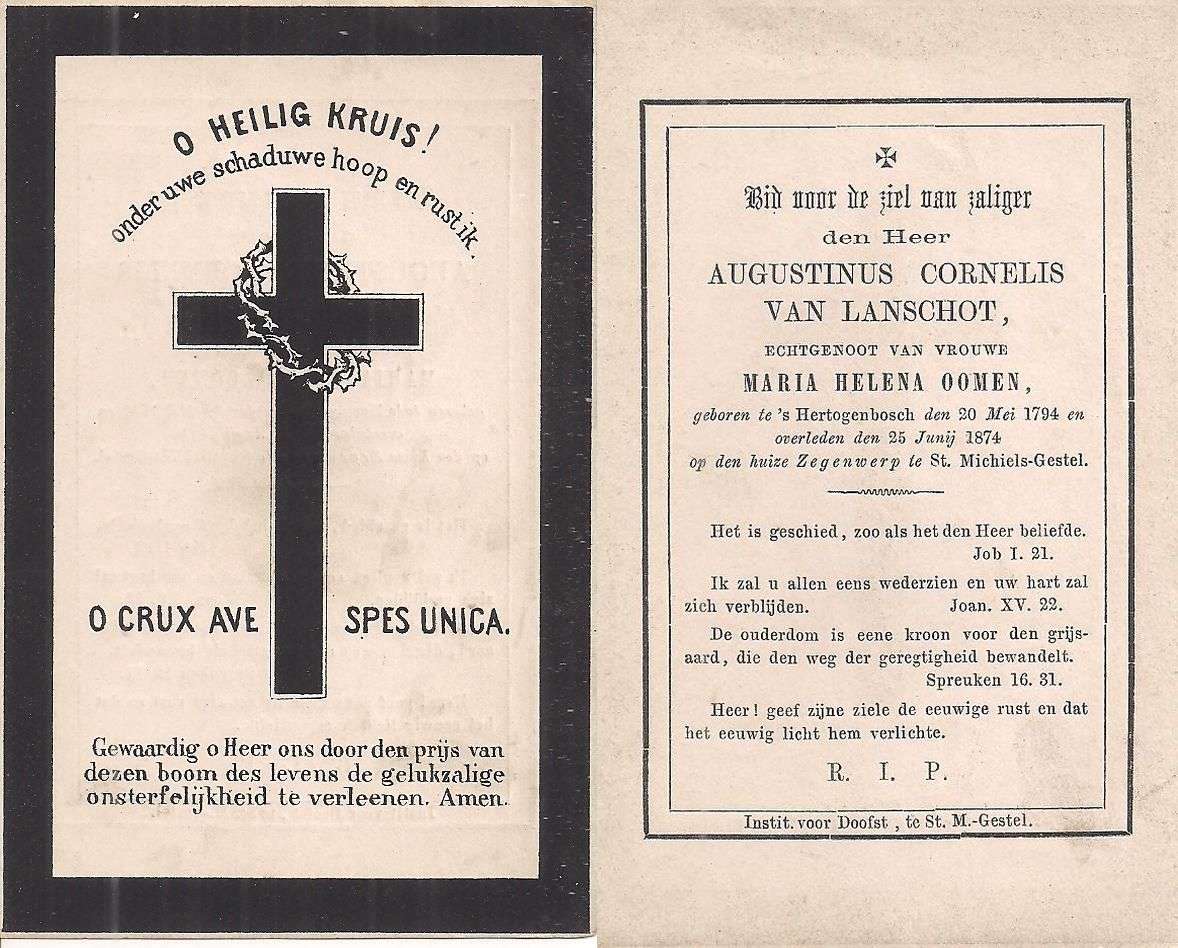 O HEILIG KRUIS!
onder uwe schaduwe hoop en rust ik.
O CRUX AVE SPES UNICA.
Gewaardig o Heer ons door den prijs van
dezen boom des levens de gelukzalige
onsterfelijkheid te verleenen. Amen.
✠
Bid voor de ziel van zaliger
den Heer
AUGUSTINUS CORNELIS
VAN LANSCHOT,
ECHTGENOOT VAN VROUWE
MARIA HELENA OOMEN,
geboren te 's Hertogenbosch den 20 Mei 1794 en
overleden den 25 Junij 1874
op den huize Zegenwerp te St. Michiels-Gestel.
Het is geschied, zoo als het den Heer beliefde.
Job I. 21.
Ik zal u allen eens wederzien en uw hart zal
zich verblijden. Joan. XV. 22.
De ouderdom is eene kroon voor den grijs-
aard, die den weg der geregtigheid bewandelt.
Spreuken 16. 31.
Heer! geef zijne ziele de eeuwige rust en dat
het eeuwig licht hem verlichte.
R. I. P.
Instit. voor Doofst, te St. M.-Gestel.